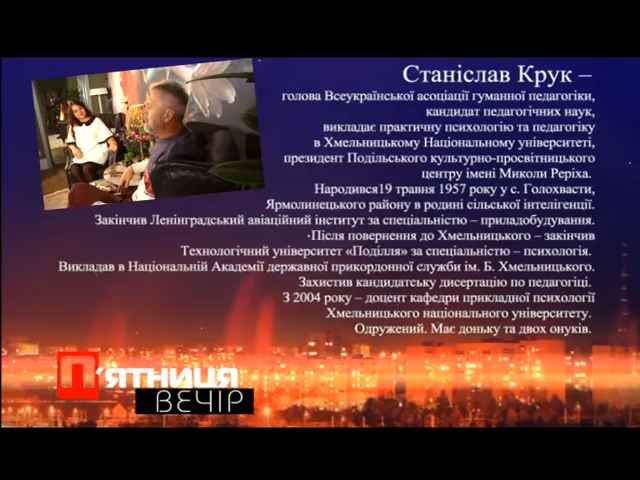 Станіслав Крук –
голова Всеукраїнської асоціації гуманної педагогіки,
кандидат педагогічних наук,
викладає практичну психологію та педагогіку
в Хмельницькому Національному університеті,
президент Подільського культурно-просвітницького
центру імені Миколи Реріха.
Народився19 травня 1957 року у с. Голохвасти,
Ярмолинецького району в родині сільської інтелігенції.
Закінчив Ленінградський авіаційний інститут за спеціальністю – приладобудування.
·Після повернення до Хмельницького – закінчив
Технологічний університет «Поділля» за спеціальністю – психологія.
Викладав в Національній Академії державної прикордонної служби ім. Б. Хмельницького.
Захистив кандидатську дисертацію по педагогіці.
З 2004 року – доцент кафедри прикладної психології
Хмельницького національного університету.
Одружений. Має доньку та двох онуків.
П'ЯТНИЦЯ
ВЕЧІР